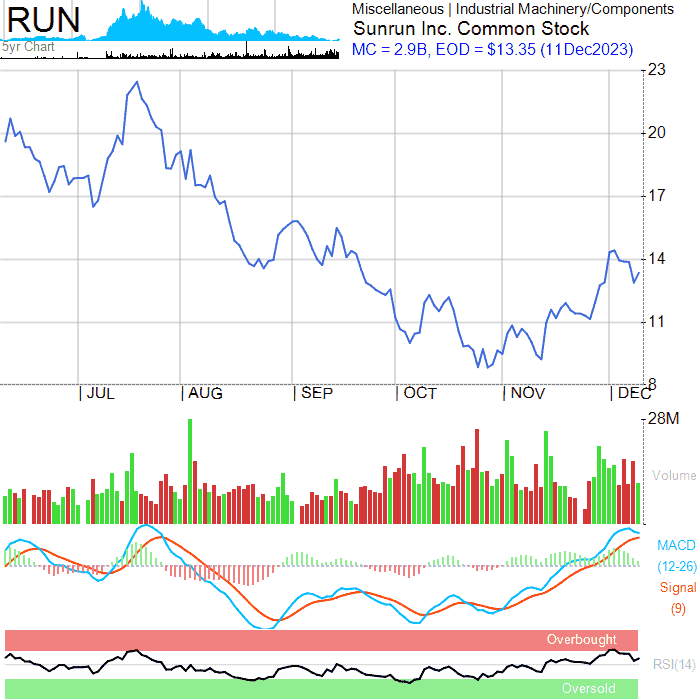 RUN
5yr Chart
Miscellaneous | Industrial Machinery/Components
Sunrun Inc. Common Stock
MC = 2.9B, EOD = $13.35 (11Dec2023)
23
20
17
14
11
8
| JUL
| AUG
| SEP
| OCT
| NOV
| DEC
28M
Volume
MACD
(12-26)
Signal
(9)
Overbought
RSI(14)
Oversold